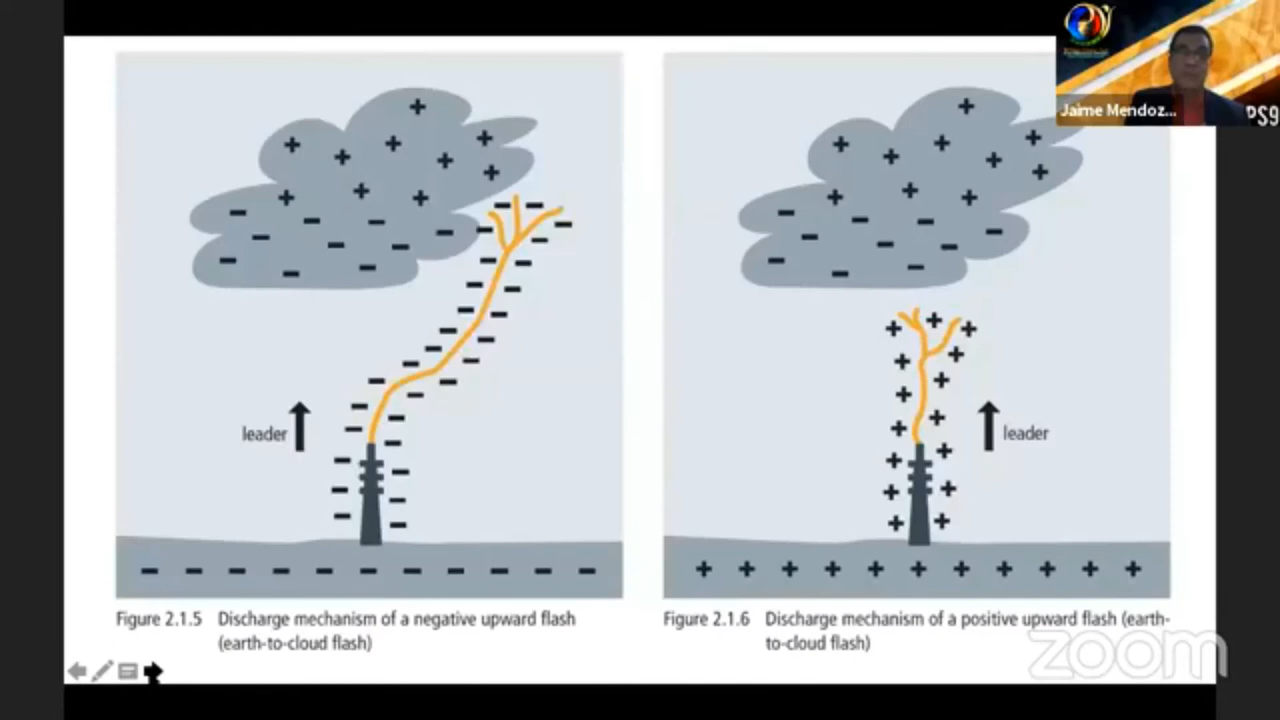 Jaime Mendoz...
PS9
leader
leader
Figure 2.1.5 Discharge mechanism of a negative upward flash
(earth-to-cloud flash)
Figure 2.1.6 Discharge mechanism of a positive upward flash (earth-
to-cloud flash)
zoom